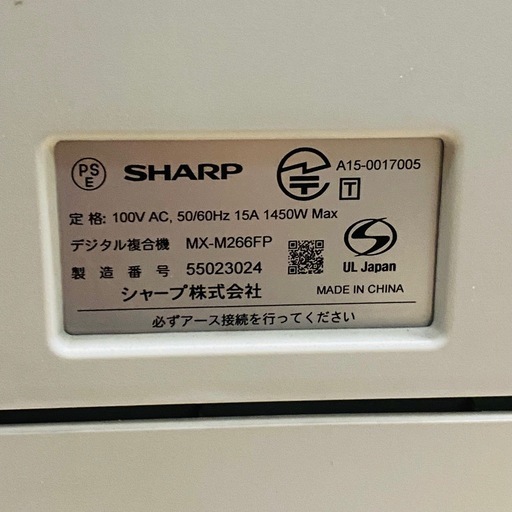 PS E SHARP A15-0017005
T
定格: 100V AC, 50/60Hz 15A 1450W Max
デジタル複合機 MX-M266FP
製造番号 55023024 UL Japan
シャープ株式会社 MADE IN CHINA
必ずアース接続を行ってください